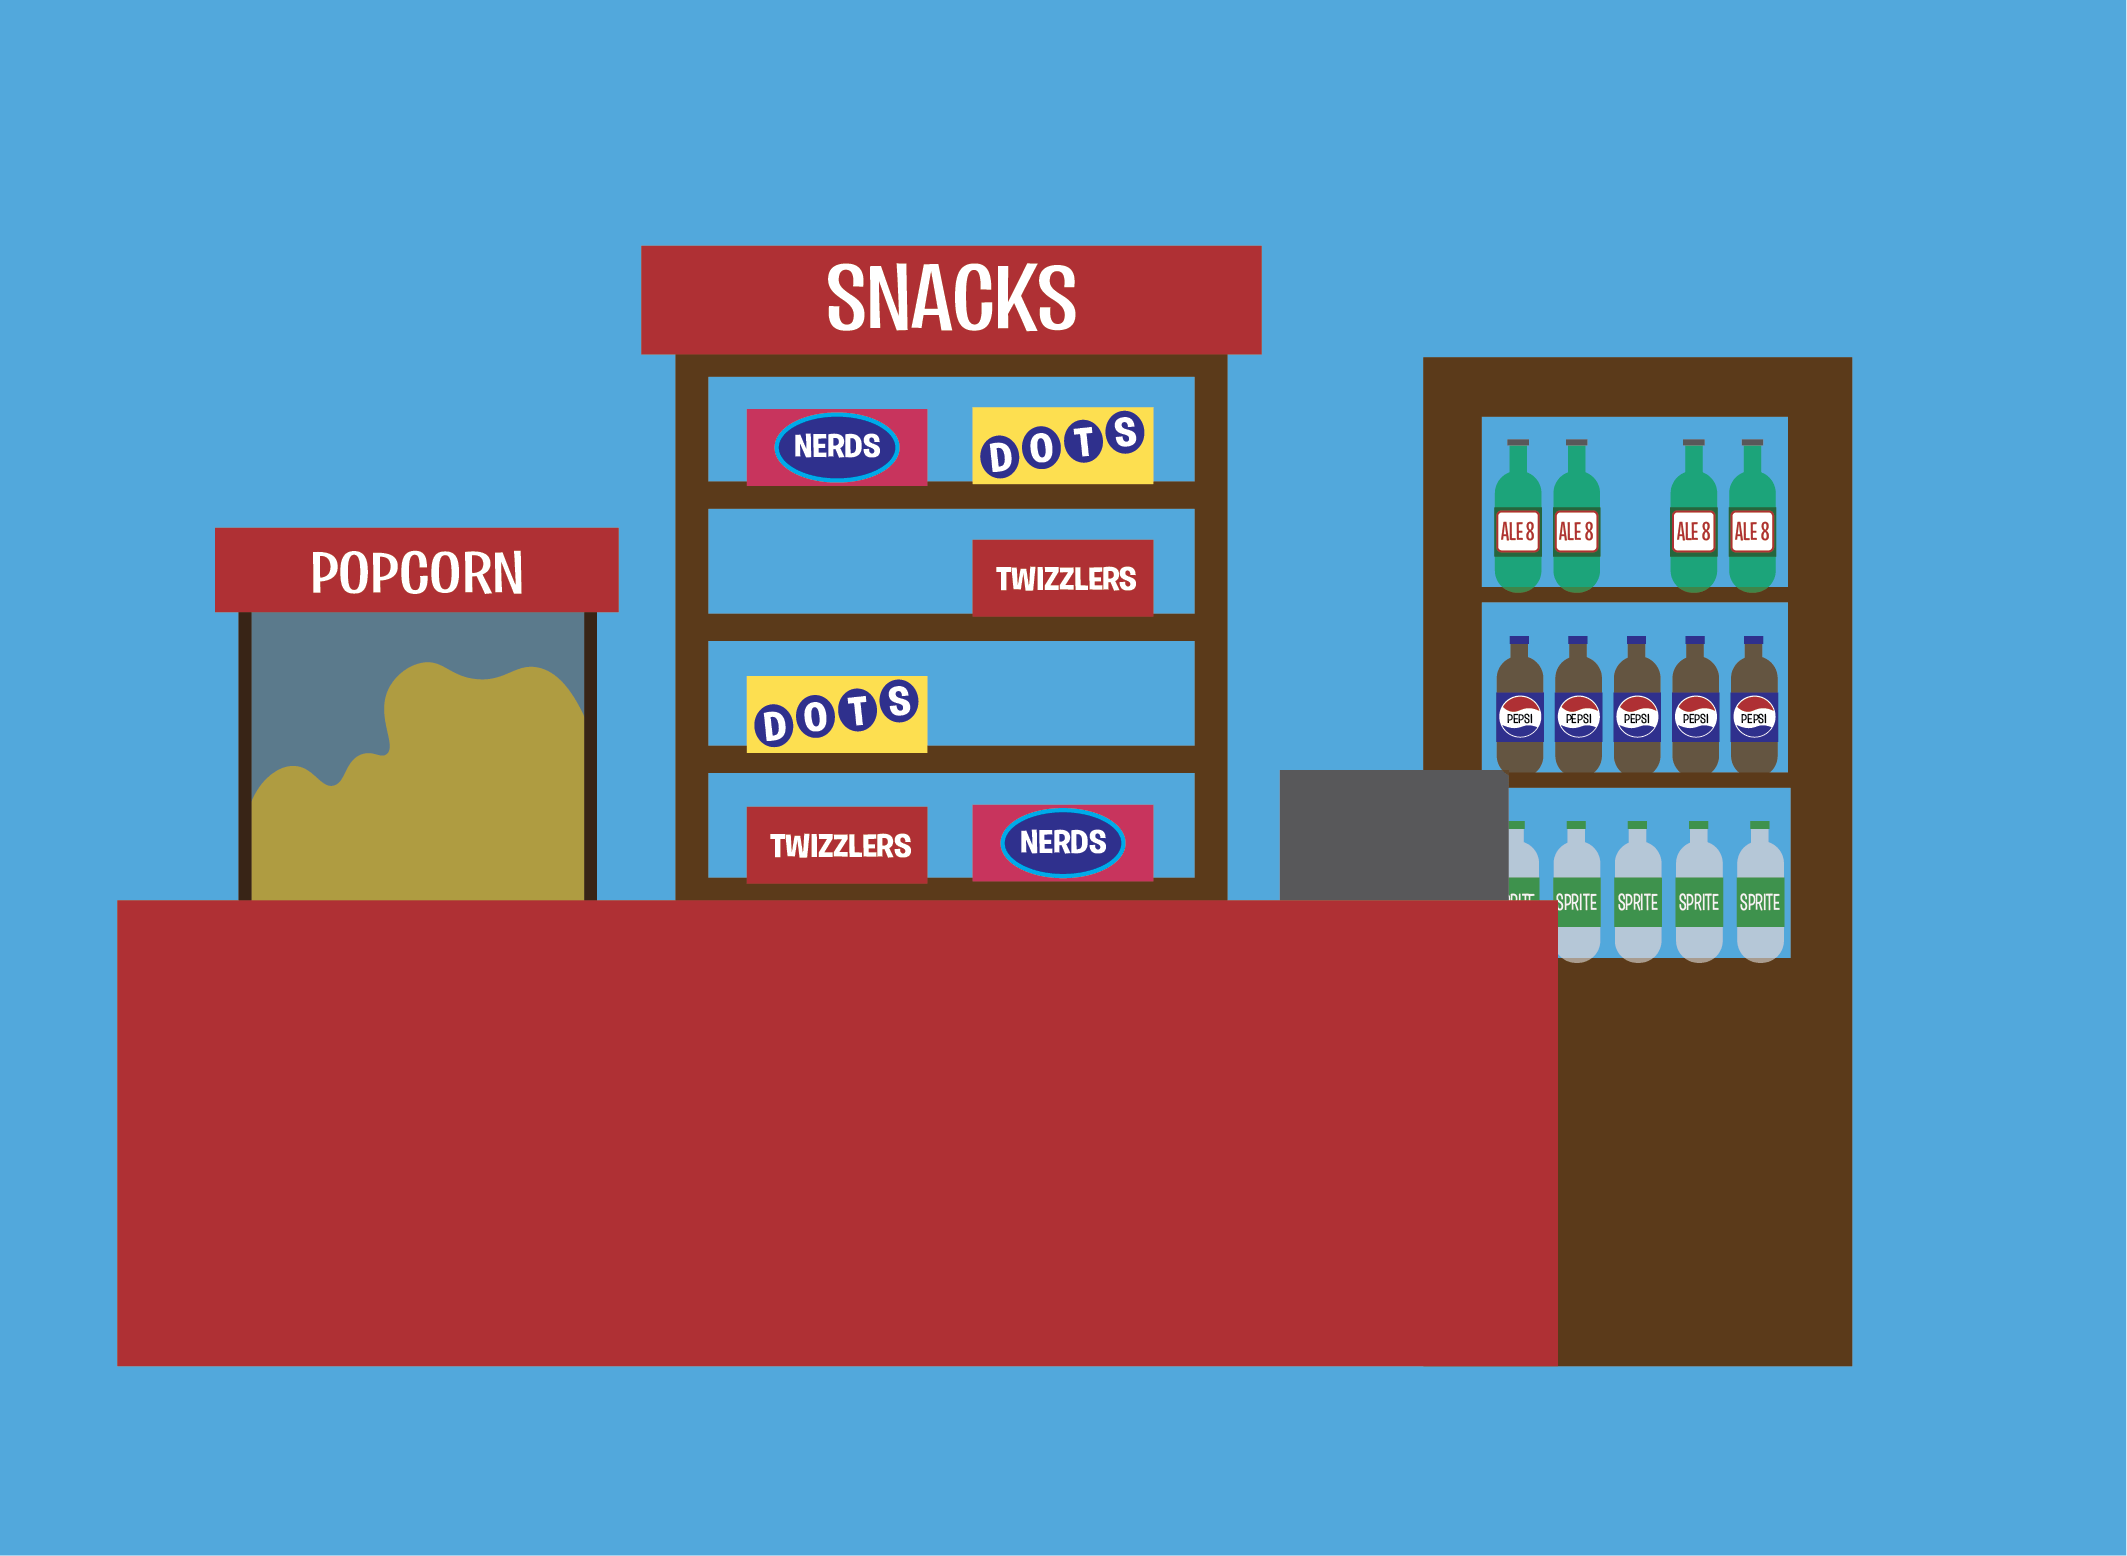 SNACKS
NERDS
DOTS
TWIZZLERS
DOTS
TWIZZLERS
NERDS
POPCORN
ALE 8 ALE 8 ALE 8 ALE 8
PEPSI PEPSI PEPSI PEPSI PEPSI
SPRITE SPRITE SPRITE SPRITE